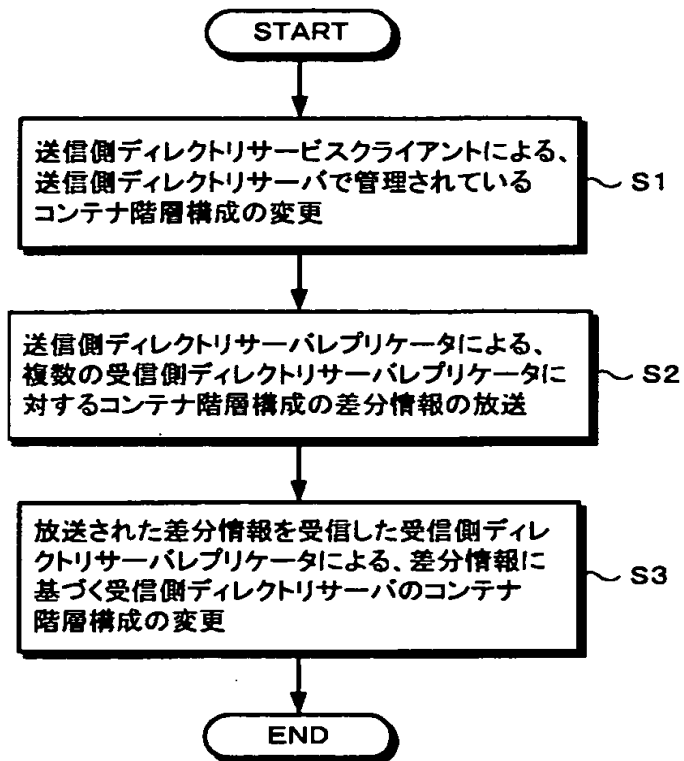 START
送信側ディレクトリサービスクライアントによる、
送信側ディレクトリサーバで管理されている
コンテナ階層構成の変更
S1
送信側ディレクトリサーバレプリケータによる、
複数の受信側ディレクトリサーバレプリケータに
対するコンテナ階層構成の差分情報の放送
S2
放送された差分情報を受信した受信側ディレ
クトリサーバレプリケータによる、差分情報に
基づく受信側ディレクトリサーバのコンテナ
階層構成の変更
S3
END